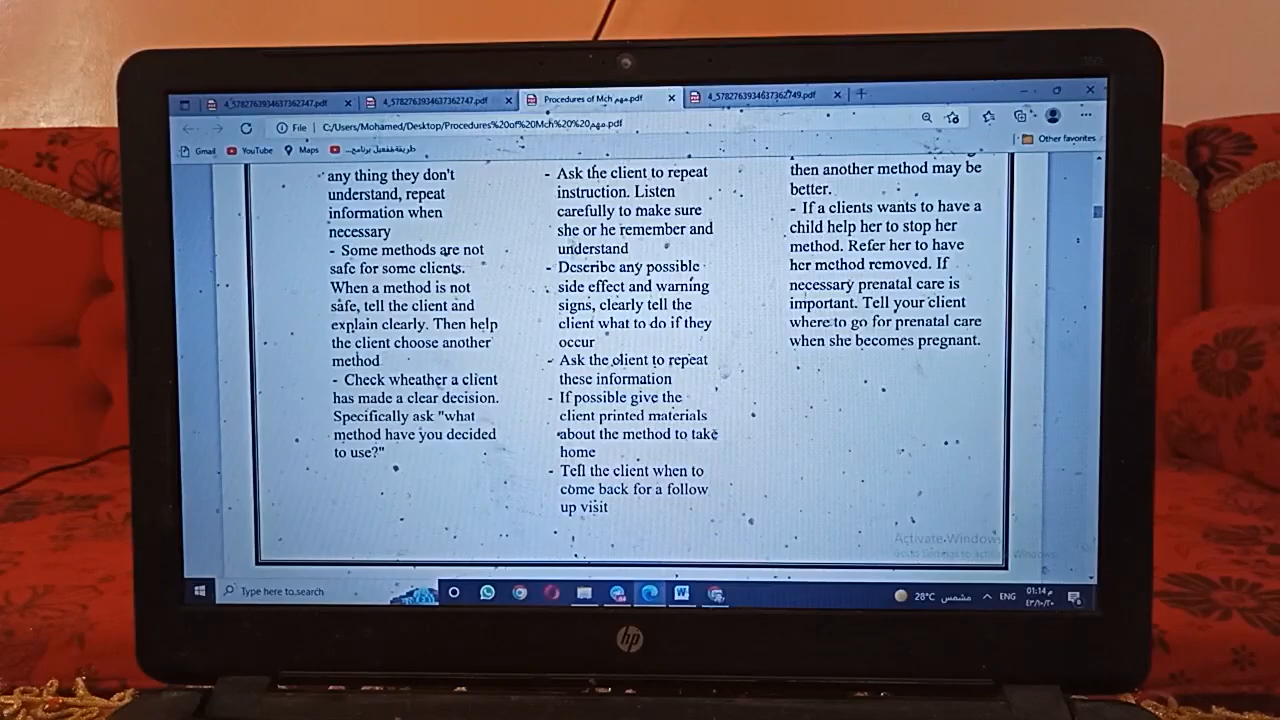 4_5782763934637362747.pdf
4_5782763934637362747.pdf
Procedures of Mch مهم.pdf
4_5782763934637362749.pdf
File | C:/Users/Mohamed/Desktop/Procedures%20of%20Mch%20%20مهم.pdf
Gmail
YouTube
Maps
Other favorites
any thing they don't
understand, repeat
information when
necessary
- Some methods are not
safe for some clients.
When a method is not
safe, tell the client and
explain clearly. Then help
the client choose another
method
- Check wheather a client
has made a clear decision.
Specifically ask "what
method have you decided
to use?"
- Ask the client to repeat
instruction. Listen
carefully to make sure
she or he remember and
understand
- Describe any possible
side effect and warning
signs, clearly tell the
client what to do if they
occur
- Ask the client to repeat
these information
- If possible give the
client printed materials
about the method to take
home
- Tell the client when to
come back for a follow
up visit
then another method may be
better.
- If a clients wants to have a
child help her to stop her
method. Refer her to have
her method removed. If
necessary prenatal care is
important. Tell your client
where to go for prenatal care
when she becomes pregnant.
Activate Windows
Go to Settings to activate Windows.
Type here to search
28°C مشمس
ENG
01:14 م
hp